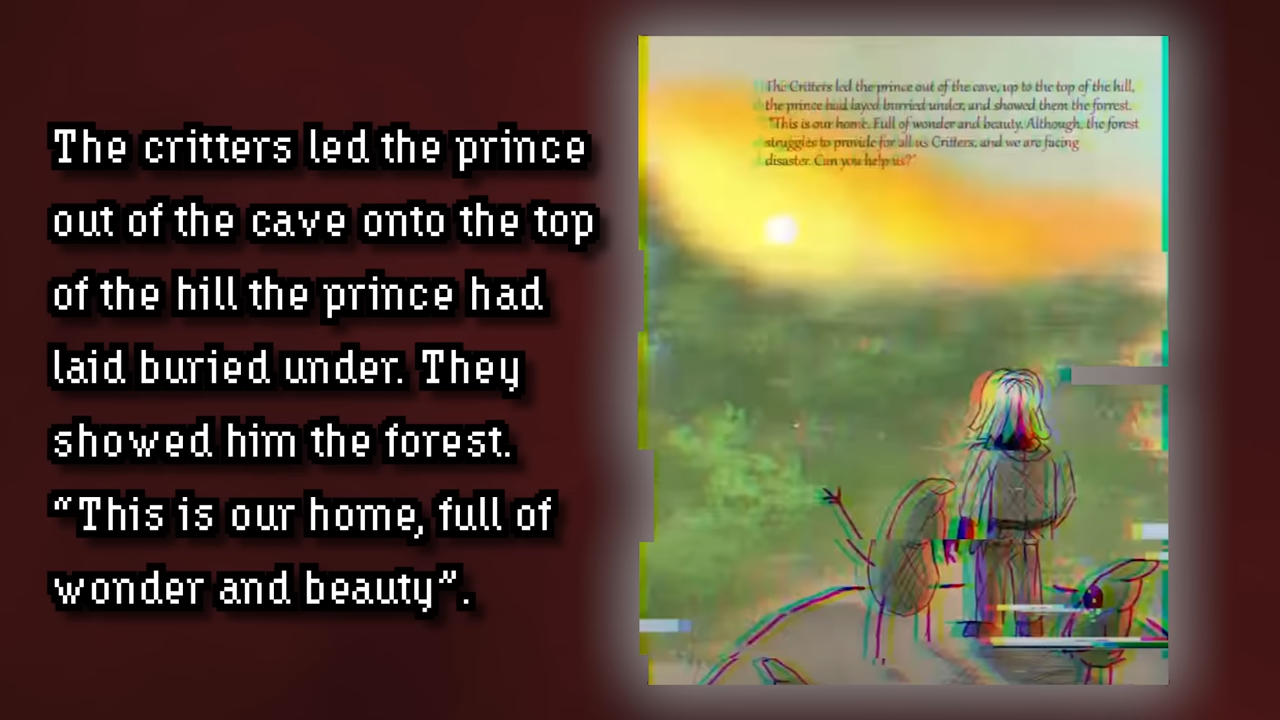 The critters led the prince
out of the cave onto the top
of the hill the prince had
laid buried under. They
showed him the forest.
“This is our home, full of
wonder and beauty”.
The Critters led the prince out of the cave, up to the top of the hill,
the prince had layed burried under, and showed them the forrest.
"This is our home. Full of wonder and beauty. Although, the forest
struggles to provide for all us Critters, and we are facing
disaster. Can you help us?"